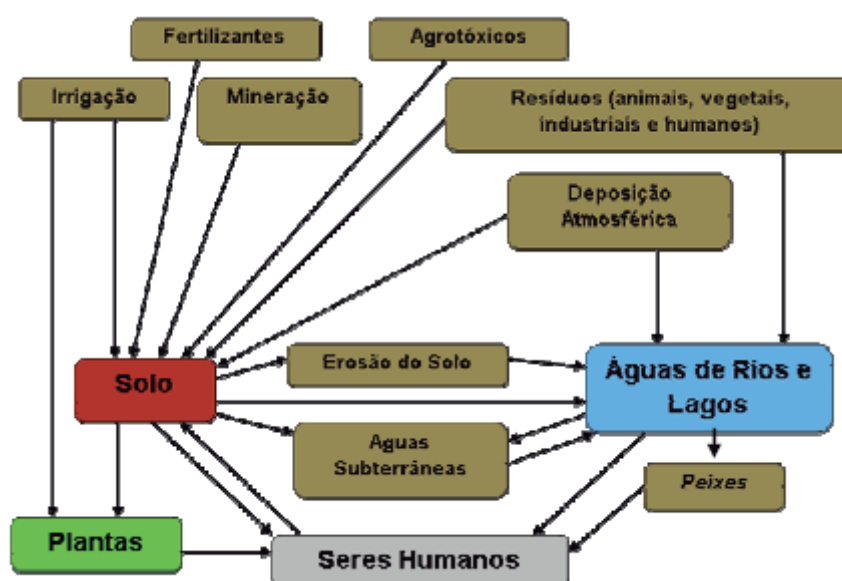 Fertilizantes
Agrotóxicos
Irrigação
Mineração
Resíduos (animais, vegetais,
industriais e humanos)
Deposição
Atmosférica
Solo
Erosão do Solo
Águas de Rios e
Lagos
Aguas
Subterrâneas
Peixes
Plantas
Seres Humanos